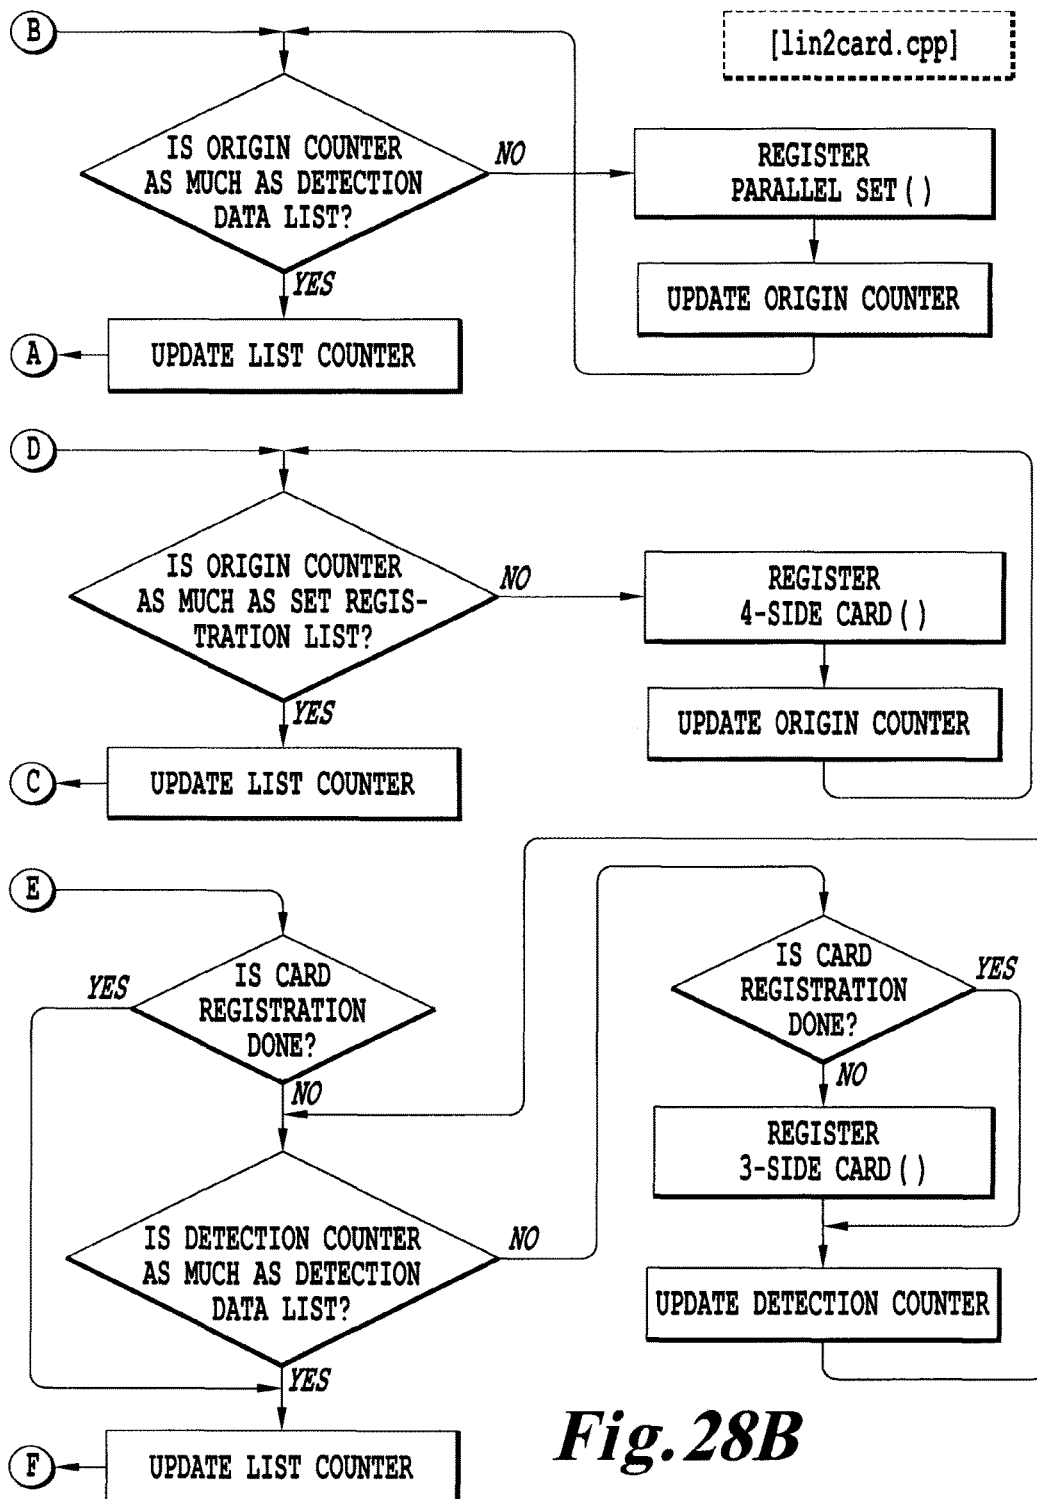 B
[lin2card.cpp]
IS ORIGIN COUNTER
AS MUCH AS DETECTION
DATA LIST?
NO
REGISTER
PARALLEL SET()
YES
UPDATE ORIGIN COUNTER
A
UPDATE LIST COUNTER
D
IS ORIGIN COUNTER
AS MUCH AS SET REGIS-
TRATION LIST?
NO
REGISTER
4-SIDE CARD()
YES
UPDATE ORIGIN COUNTER
C
UPDATE LIST COUNTER
E
YES
IS CARD
REGISTRATION
DONE?
NO
IS CARD
REGISTRATION
DONE?
YES
NO
REGISTER
3-SIDE CARD()
IS DETECTION COUNTER
AS MUCH AS DETECTION
DATA LIST?
NO
UPDATE DETECTION COUNTER
YES
F
UPDATE LIST COUNTER
Fig. 28B